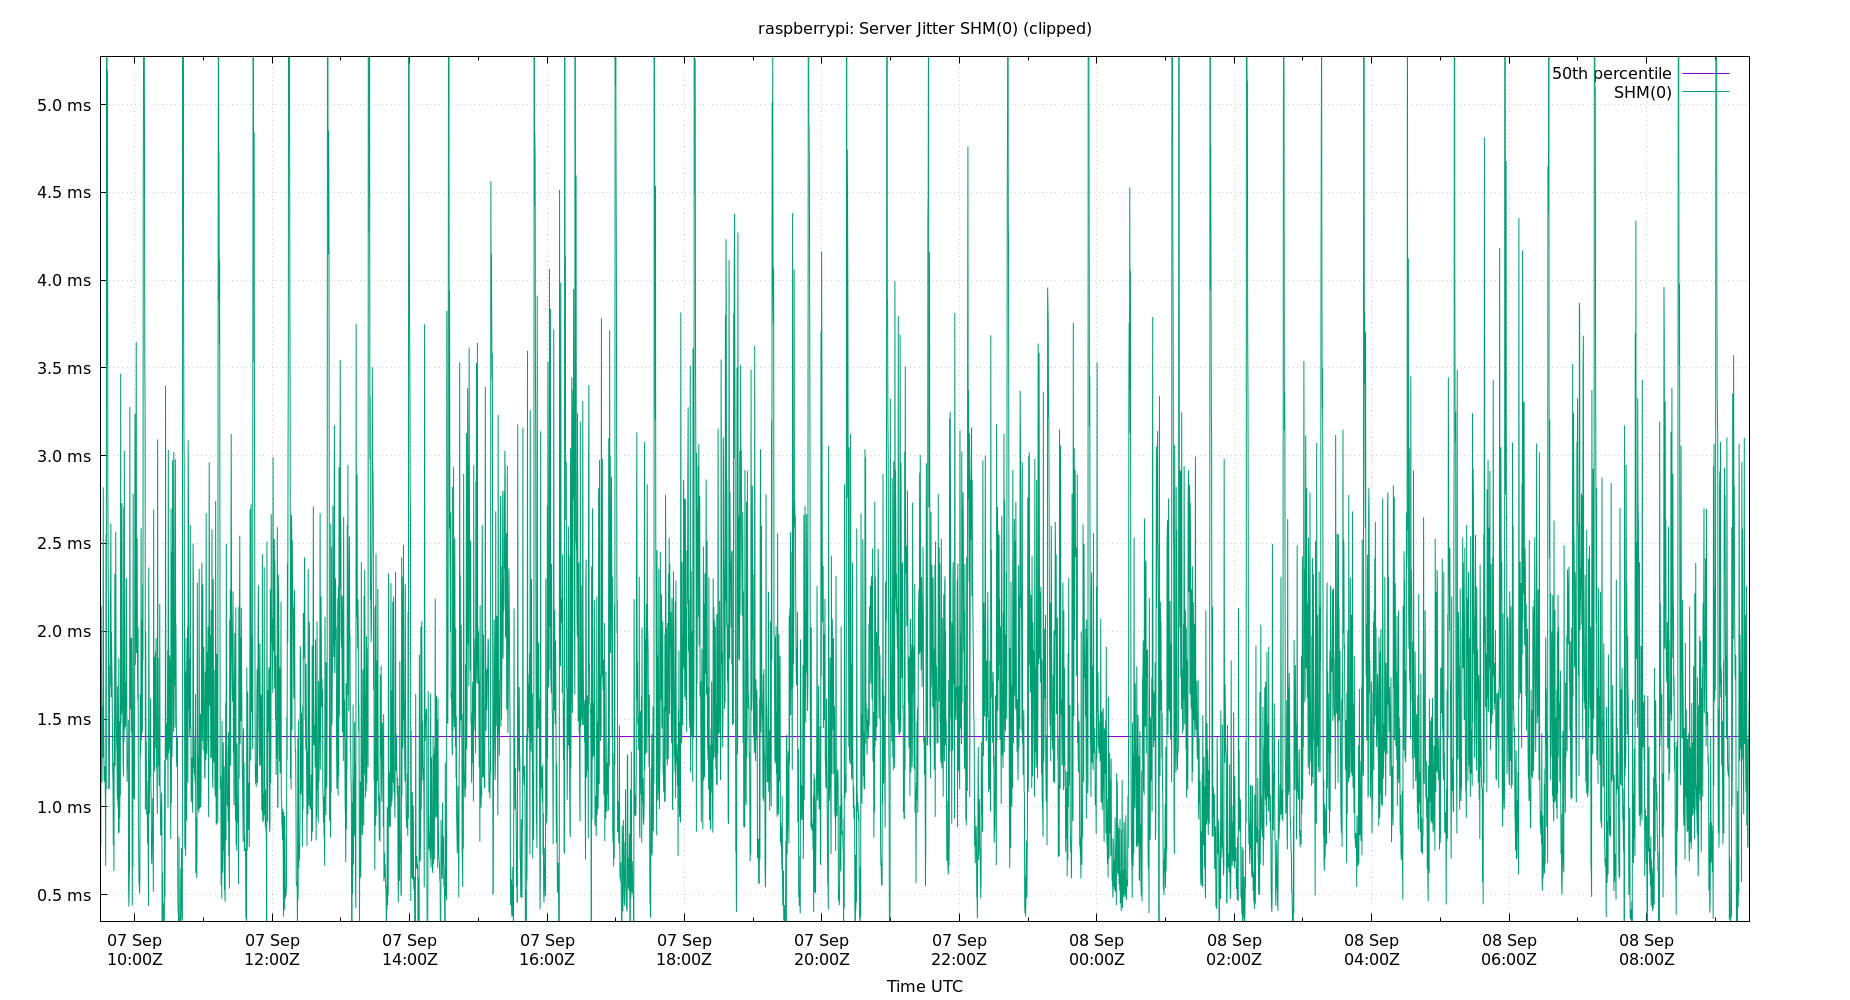 raspberrypi: Server Jitter SHM(0) (clipped)
50th percentile
SHM(0)
5.0 ms
4.5 ms
4.0 ms
3.5 ms
3.0 ms
2.5 ms
2.0 ms
1.5 ms
1.0 ms
0.5 ms
07 Sep 07 Sep 07 Sep 07 Sep 07 Sep 07 Sep 07 Sep 08 Sep 08 Sep 08 Sep 08 Sep 08 Sep
10:00Z 12:00Z 14:00Z 16:00Z 18:00Z 20:00Z 22:00Z 00:00Z 02:00Z 04:00Z 06:00Z 08:00Z
Time UTC